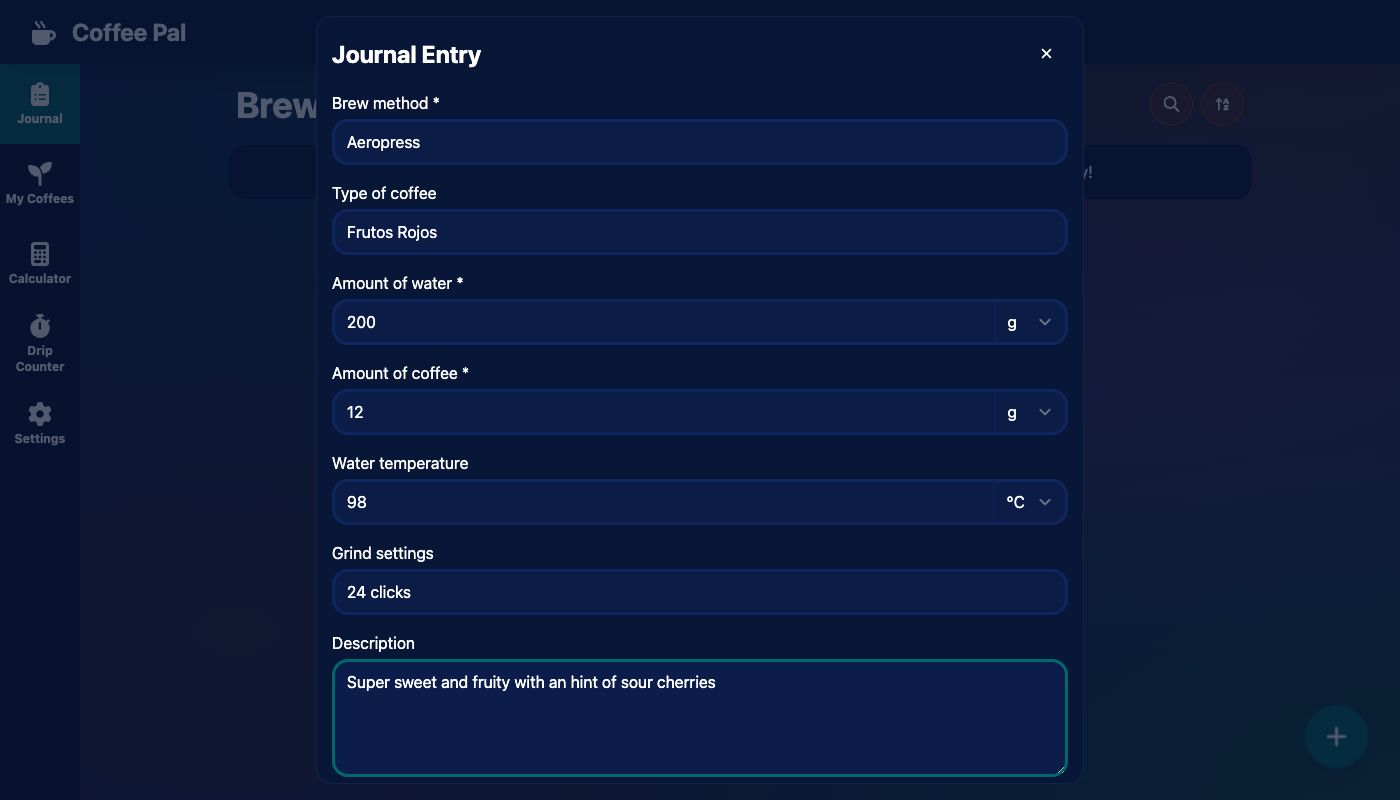 Coffee Pal
Journal Entry
Journal
My Coffees
Calculator
Drip
Counter
Settings
Brew
y!
Brew method *
Aeropress
Type of coffee
Frutos Rojos
Amount of water *
200
g
Amount of coffee *
12
g
Water temperature
98
°C
Grind settings
24 clicks
Description
Super sweet and fruity with an hint of sour cherries